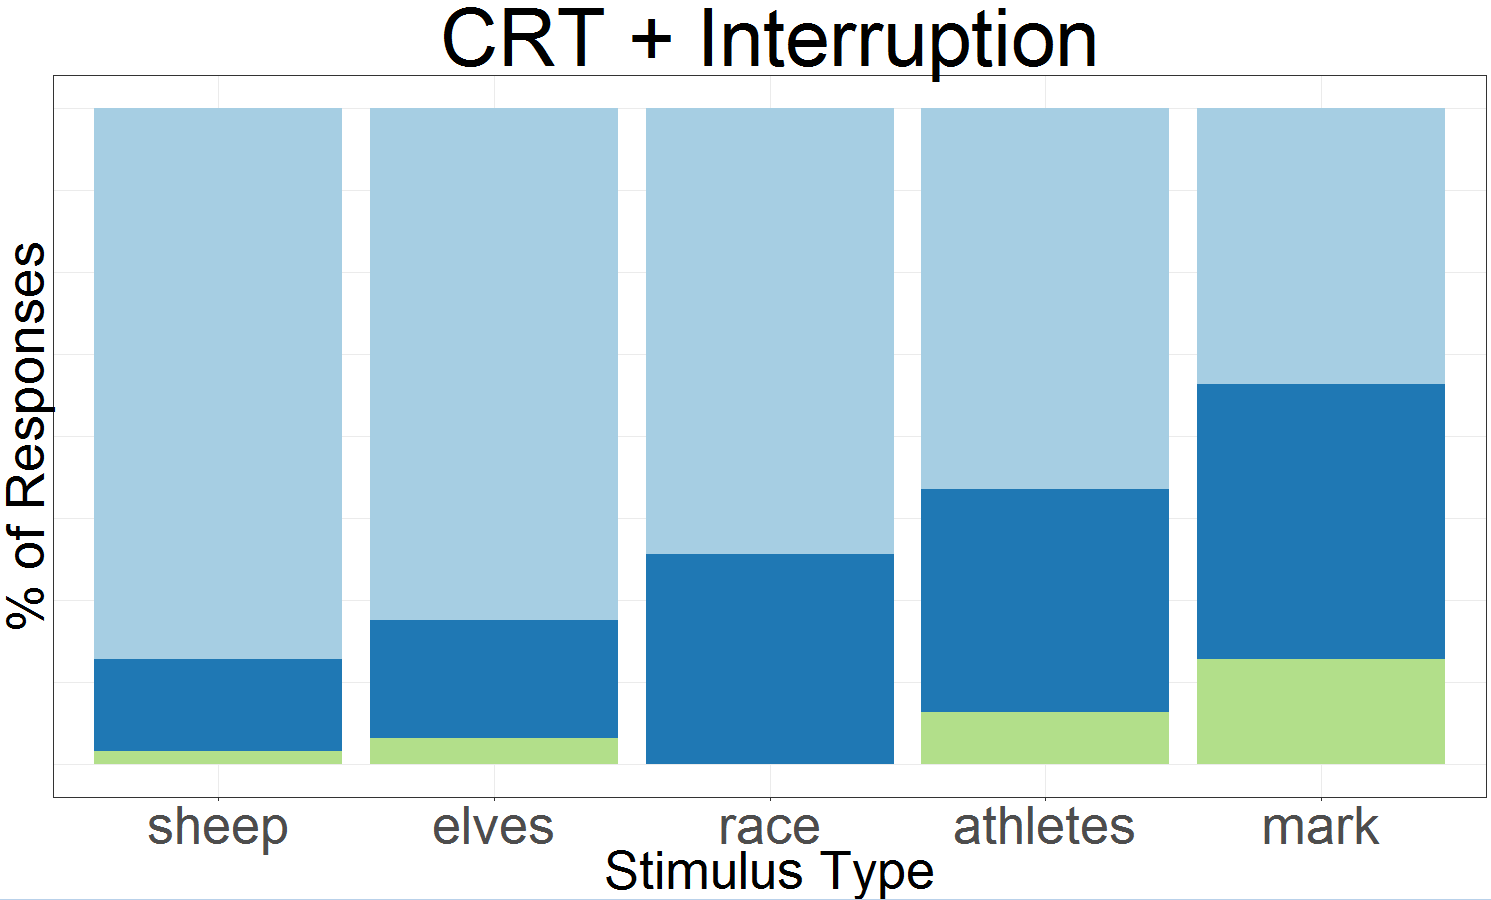 CRT + Interruption
% of Responses
sheep elves race athletes mark
Stimulus Type